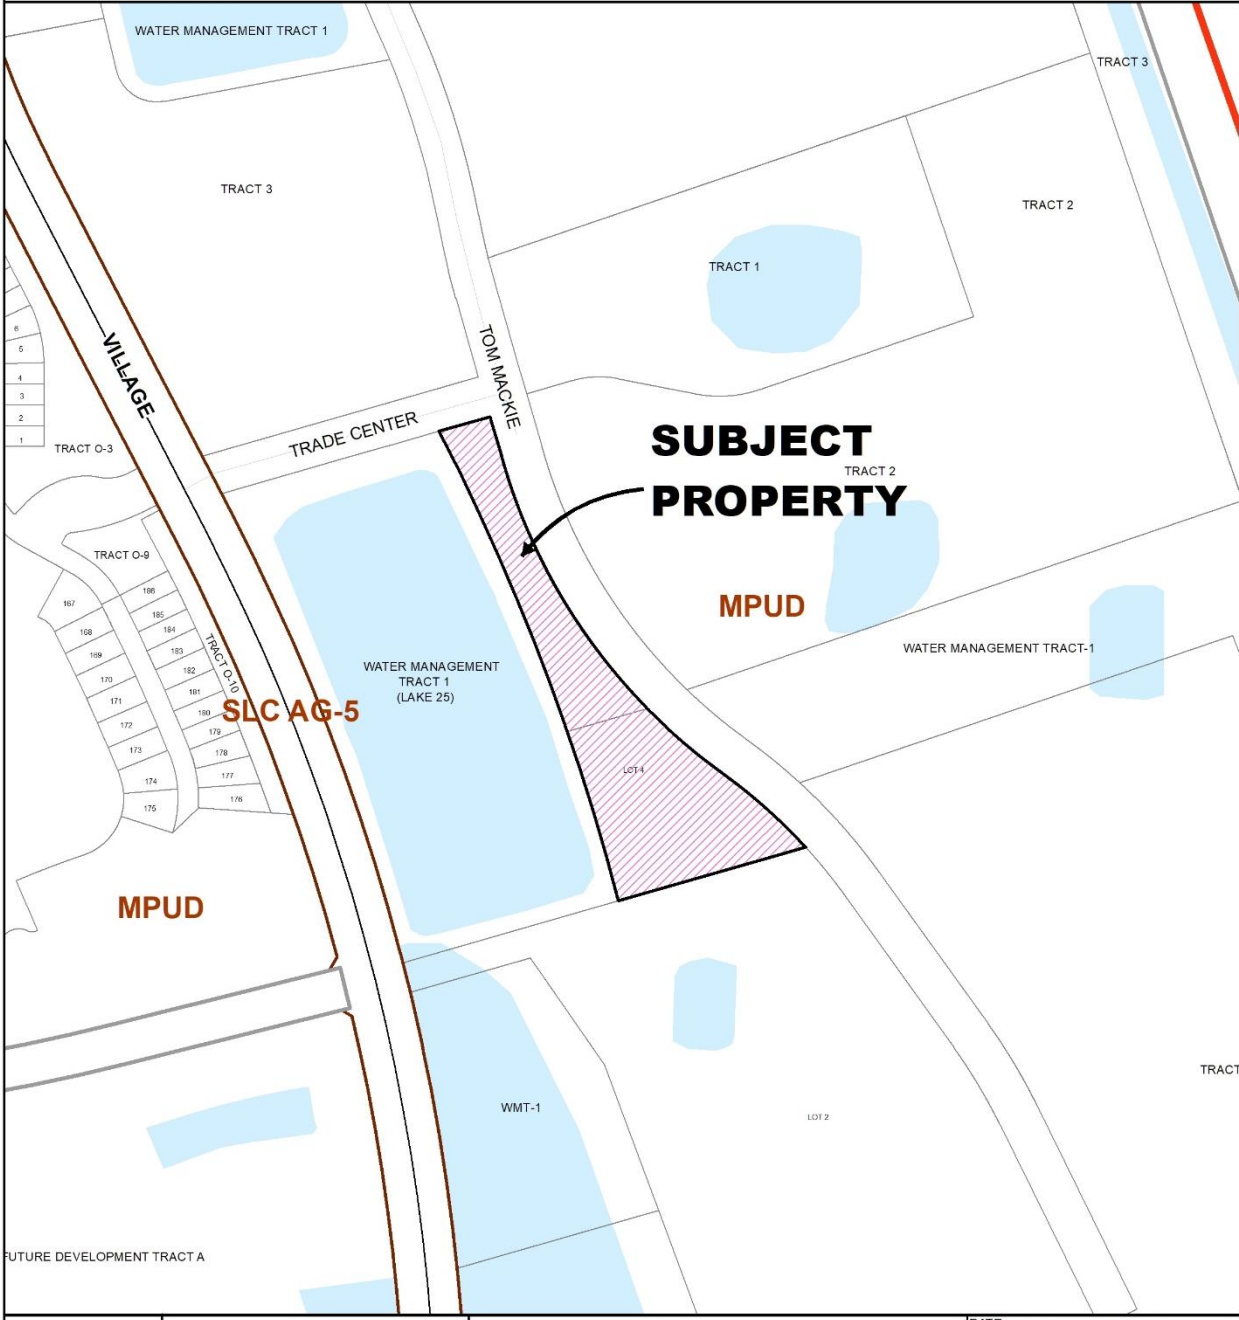 WATER MANAGEMENT TRACT 1
TRACT 3
TRACT 3
TRACT 2
TRACT 1
6
5
4
3
2
1
VILLAGE
TOM MACKIE
TRADE CENTER
TRACT O-3
SUBJECT
PROPERTY
TRACT 2
TRACT O-9
167
168
169
170
171
172
173
174
175
186
185
184
183
182
181
180
179
178
177
176
TRACT O-10
MPUD
WATER MANAGEMENT TRACT-1
WATER MANAGEMENT
TRACT 1
(LAKE 25)
SLC AG-5
LOT 4
MPUD
TRACT
WMT-1
LOT 2
FUTURE DEVELOPMENT TRACT A